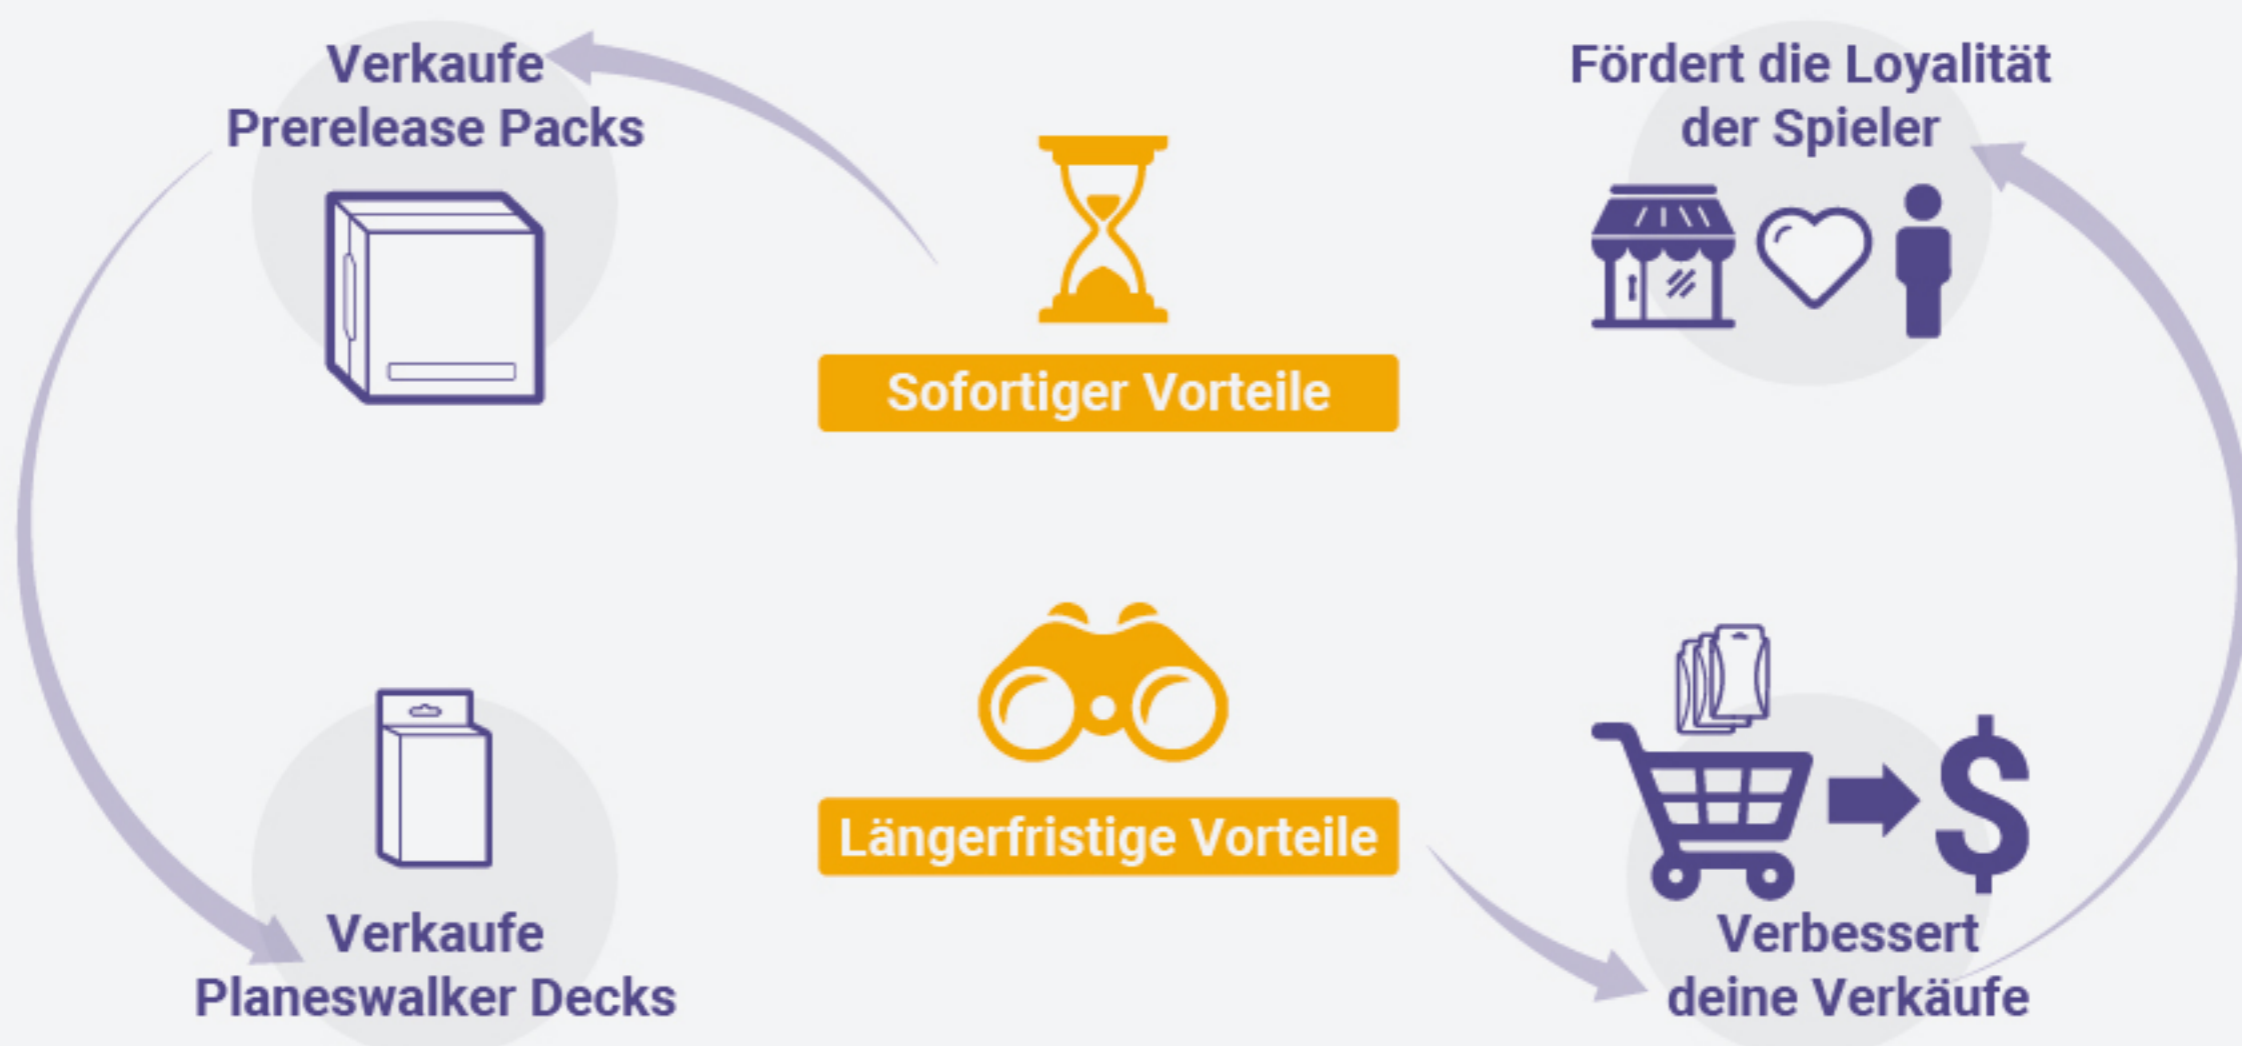 Verkaufe
Prerelease Packs
Fördert die Loyalität
der Spieler
Sofortiger Vorteile
Längerfristige Vorteile
Verkaufe
Planeswalker Decks
$
Verbessert
deine Verkäufe